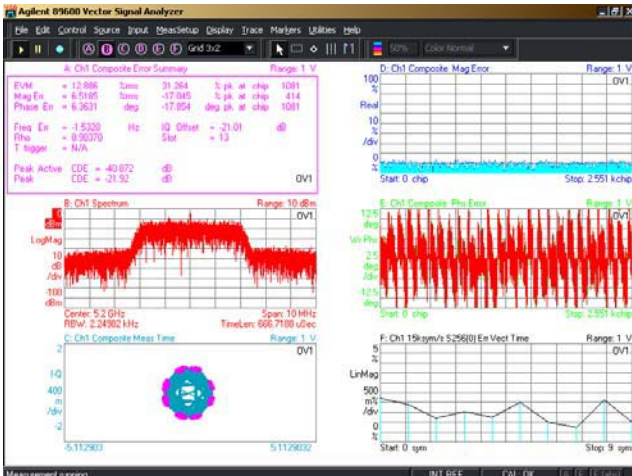 Agilent 89600 Vector Signal Analyzer
File Edit Control Source Input MeasSetup Display Trace Markers Utilities Help
A B C D E F Grid 3x2 50% Color Normal
A: Ch1 Composite Error Summary Range: 1 V
EVM = 12.886 %rms 31.264 % pk at chip 1081
Mag Err = 6.5185 %rms -17.045 % pk at chip 414
Phase Err = 6.3631 deg -17.854 deg pk at chip 1081
Freq Err = -1.5328 Hz IQ Offset = -21.01 dB
Rho = 0.98370 Slot = 13
T trigger = N/A
Peak Active CDE = -40.872 dB
Peak CDE = -21.92 dB OV1
B: Ch1 Spectrum Range: 10 dBm
0 dBm
OV1
LogMag
10 dB /div
-100 dBm
Center: 5.2 GHz Span: 10 MHz
RBW: 2.24982 kHz TimeLen: 666.7188 uSec
C: Ch1 Composite Meas Time Range: 1 V
2
OV1
I-Q
400 m /div
-2
-5.112903 5.1129032
D: Ch1 Composite Mag Error Range: 1 V
100 %
OV1
Real
10 % /div
0 %
Start: 0 chip Stop: 2.551 kchip
E: Ch1 Composite Phs Error Range: 1 V
12.5 deg
OV1
Wr Phs
2.5 deg /div
-12.5 deg
Start: 0 chip Stop: 2.551 kchip
F: Ch1 15ksym/s S256[0] Err Vect Time Range: 1 V
5 %
OV1
LinMag
500 m% /div
0 %
Start: 0 sym Stop: 9 sym
Measurement running INT REF CAL OK